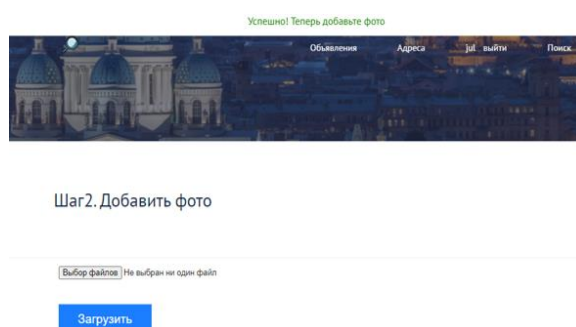 Успешно! Теперь добавьте фото
Объявления Адреса jul выйти Поиск
Шаг2. Добавить фото
Выбор файлов Не выбран ни один файл
Загрузить